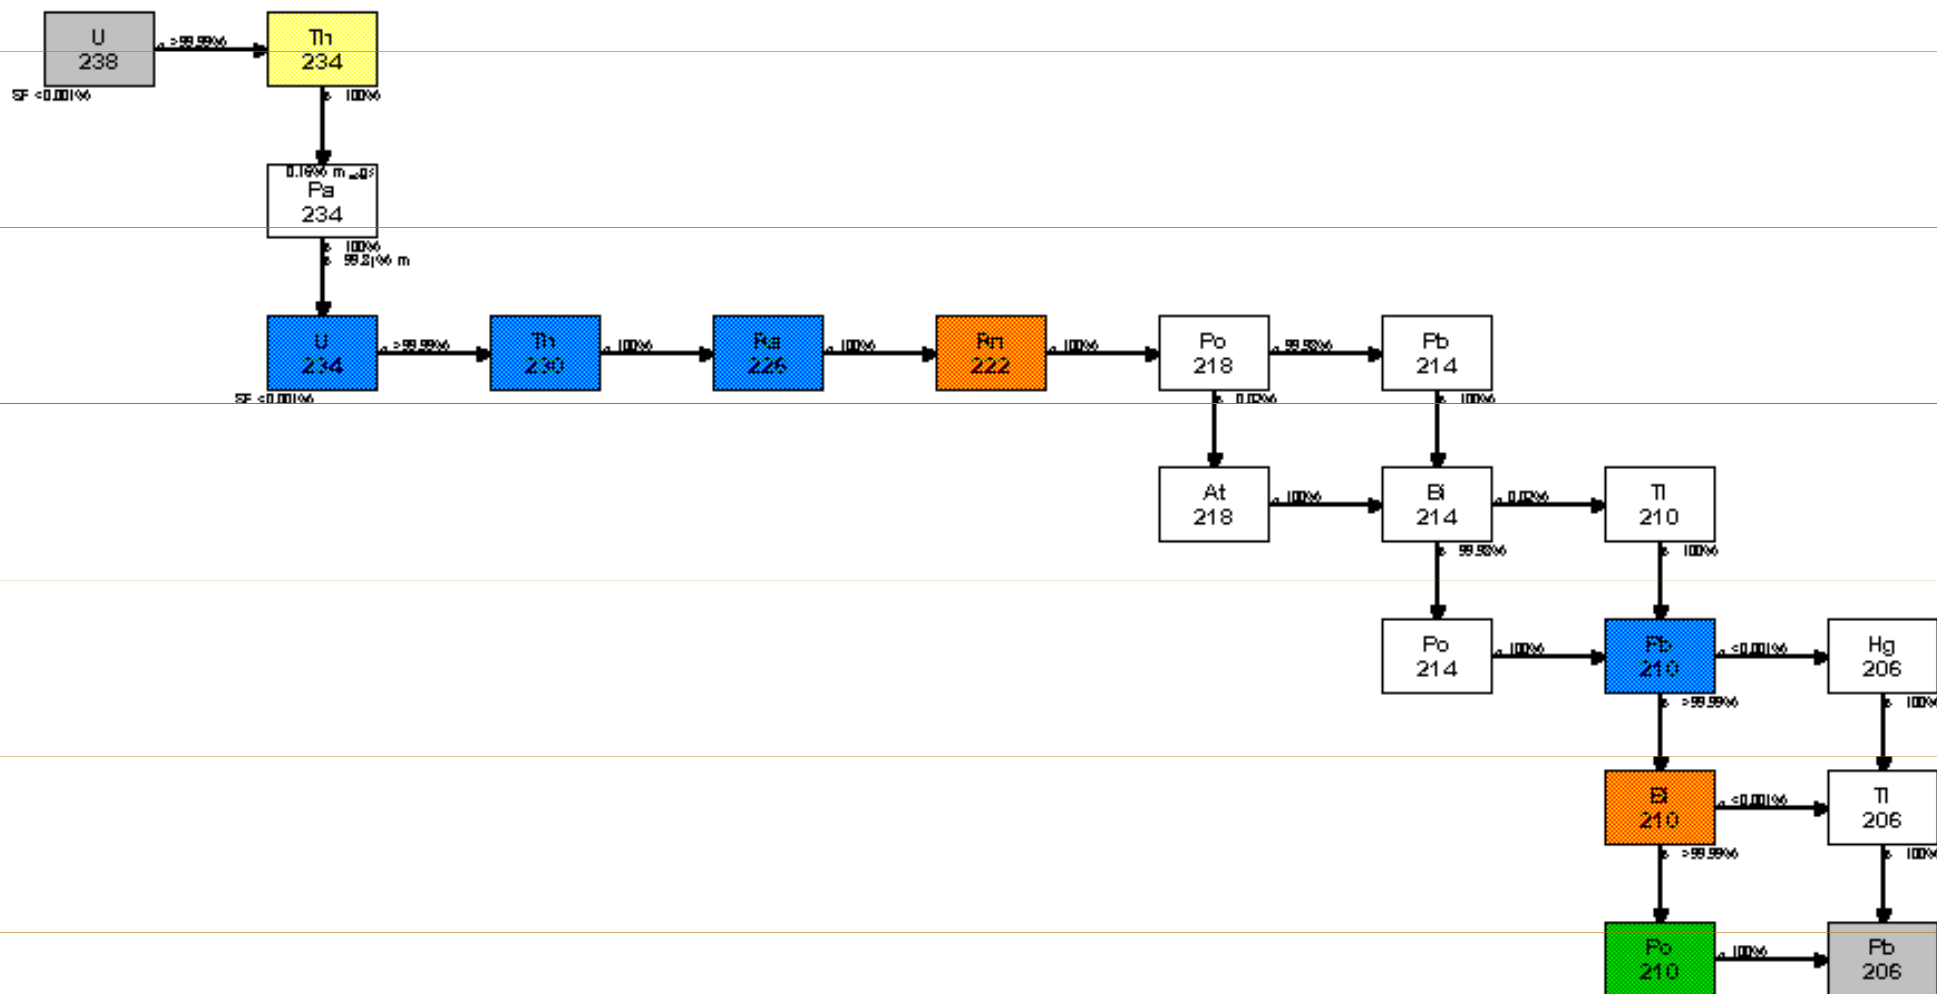 U
238
>99.99%
Th
234
SF <0.001%
100%
Pa
234
100%
99.81% m
U
234
>99.99%
Th
230
100%
Ra
226
100%
Rn
222
100%
Po
218
99.98%
Pb
214
SF <0.001%
0.02%
100%
At
218
100%
Bi
214
0.02%
Tl
210
99.98%
100%
Po
214
100%
Pb
210
<0.001%
Hg
206
>99.99%
100%
Bi
210
<0.001%
Tl
206
>99.99%
100%
Po
210
100%
Pb
206